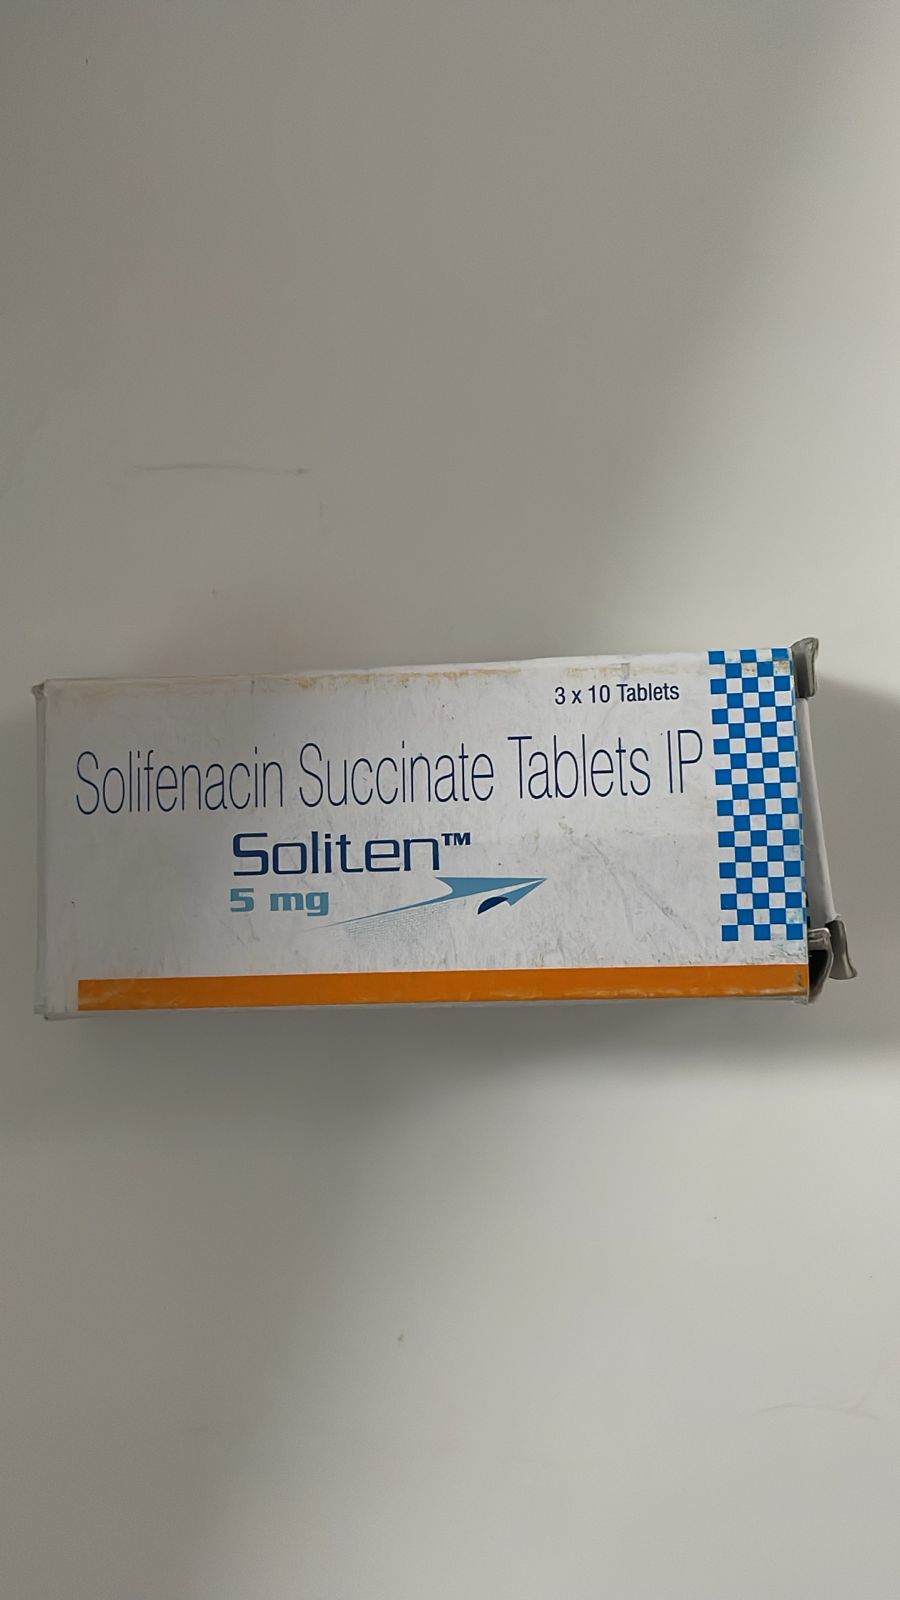 3 x 10 Tablets
Solifenacin Succinate Tablets IP
Soliten™
5 mg